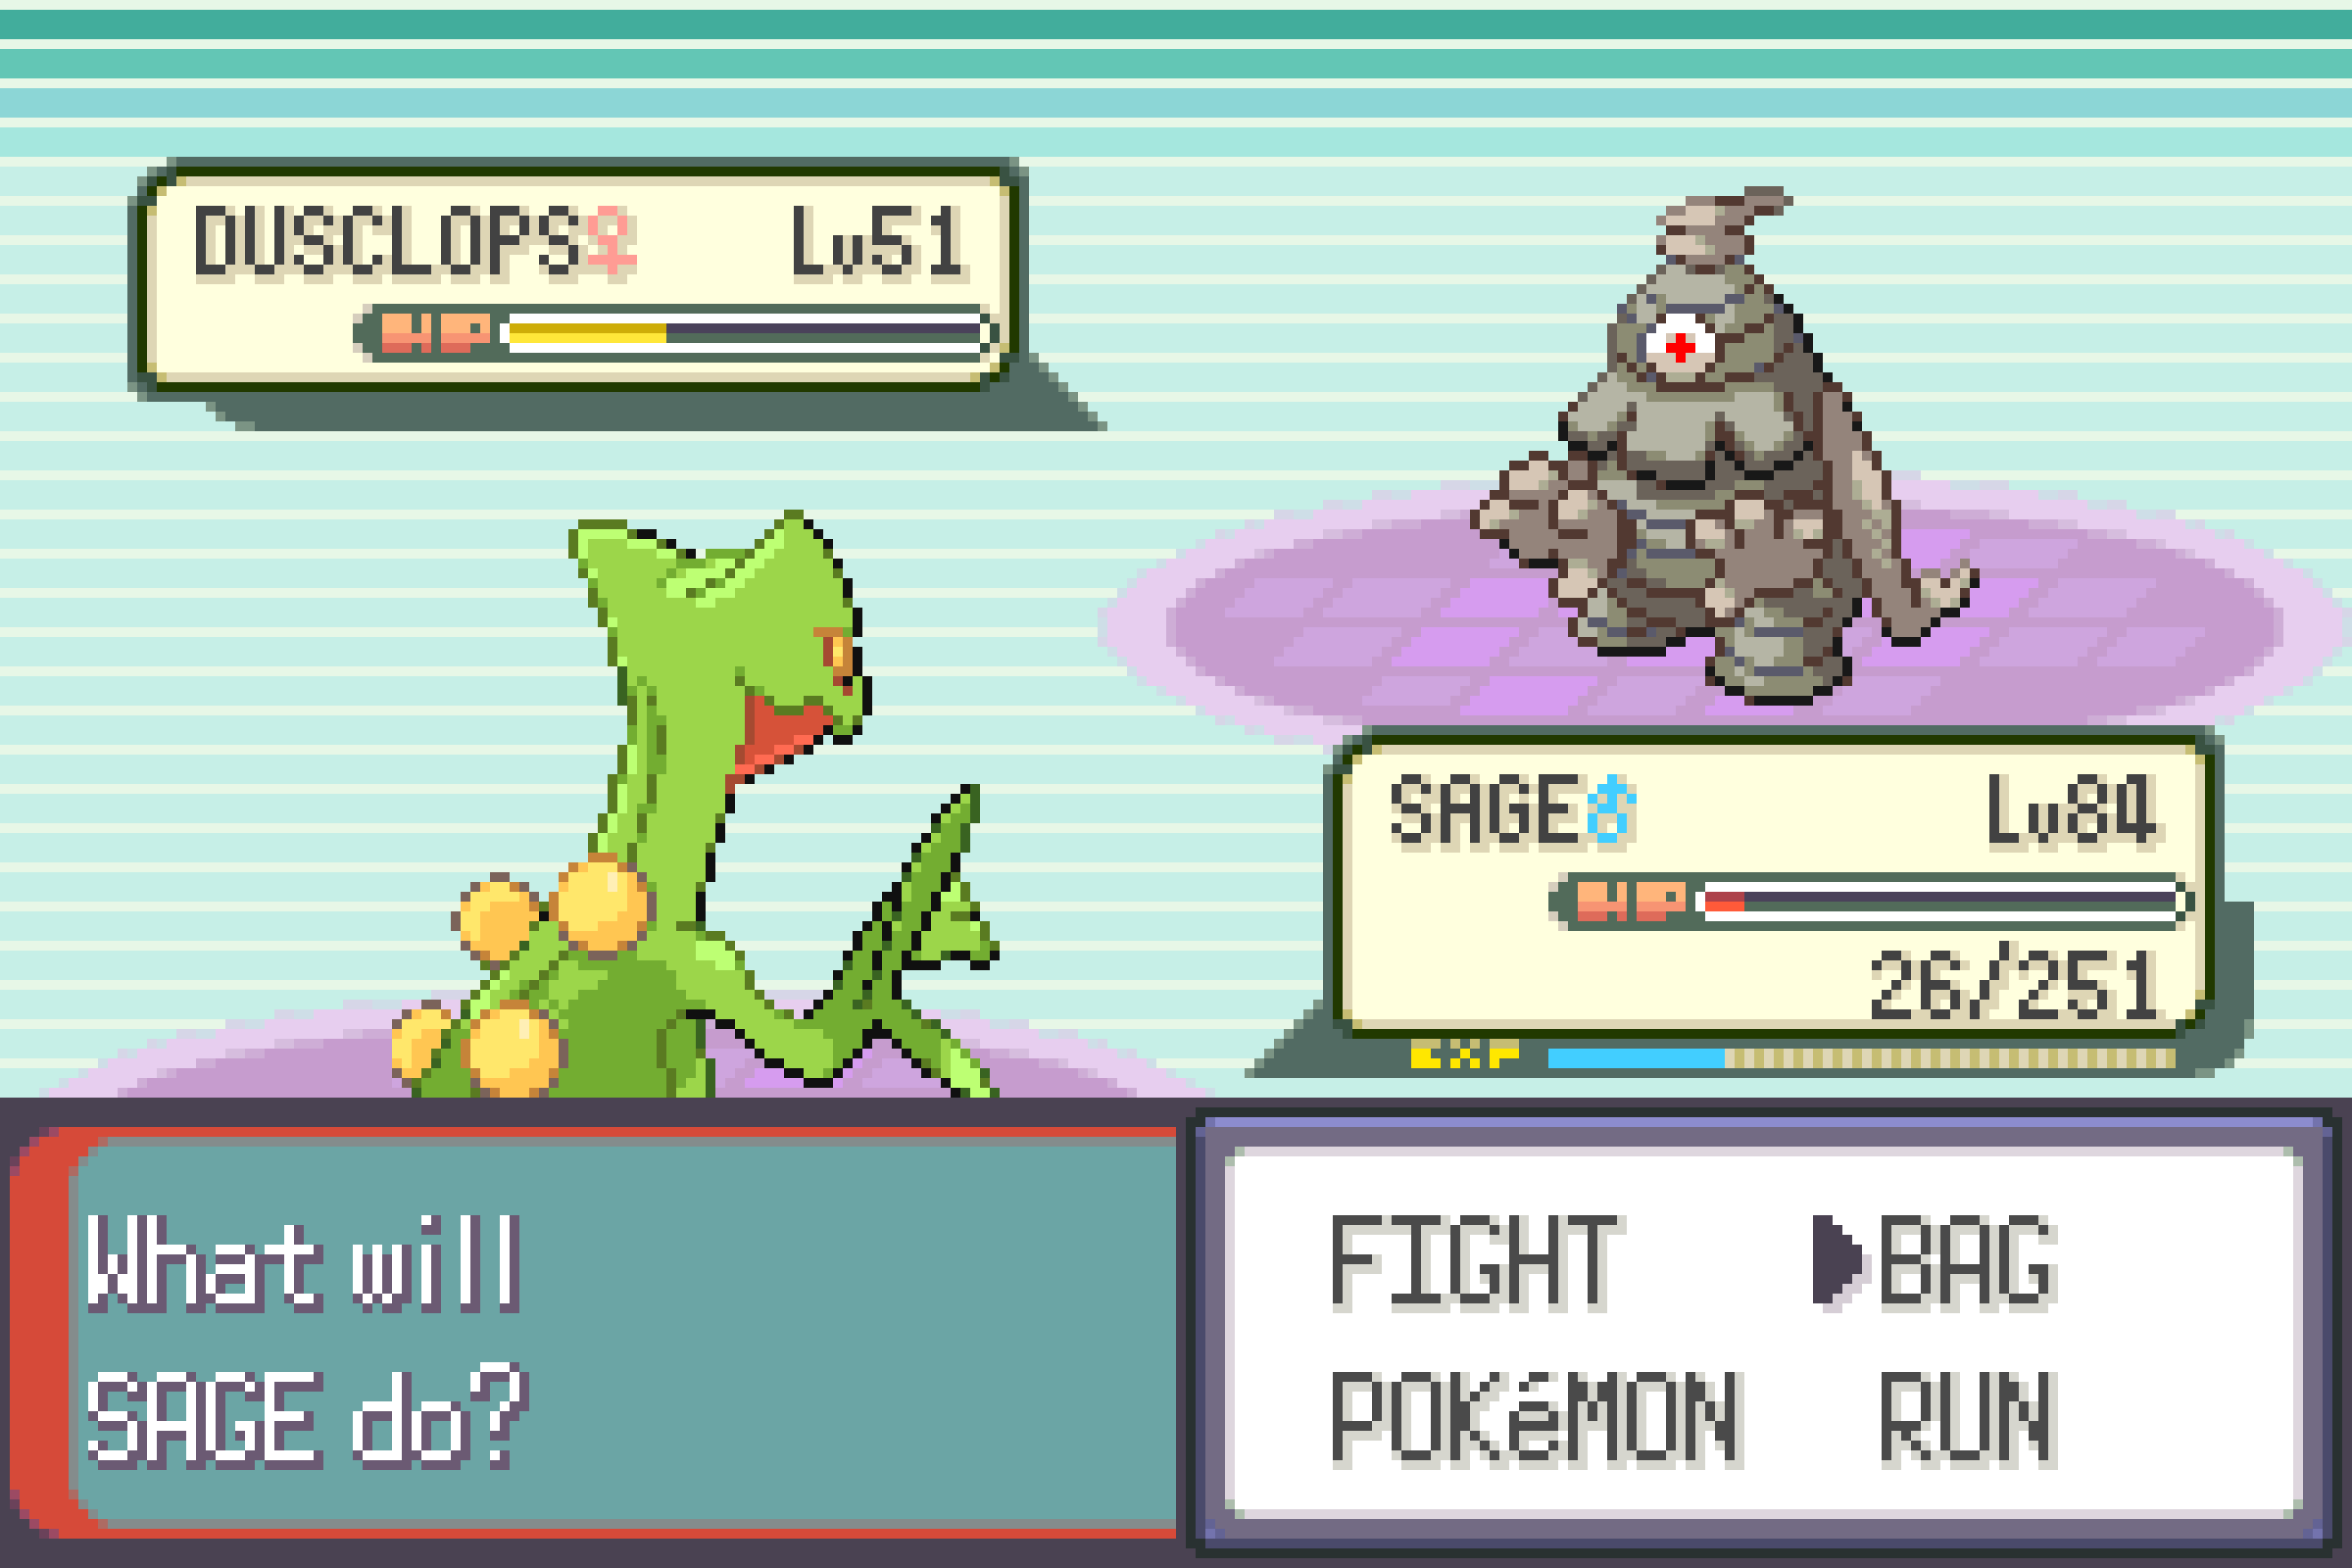 DUSCLOPS♀ Lv51
HP
SAGE♂ Lv84
HP
26/251
EXP
What will
SAGE do?
FIGHT BAG
POKéMON RUN